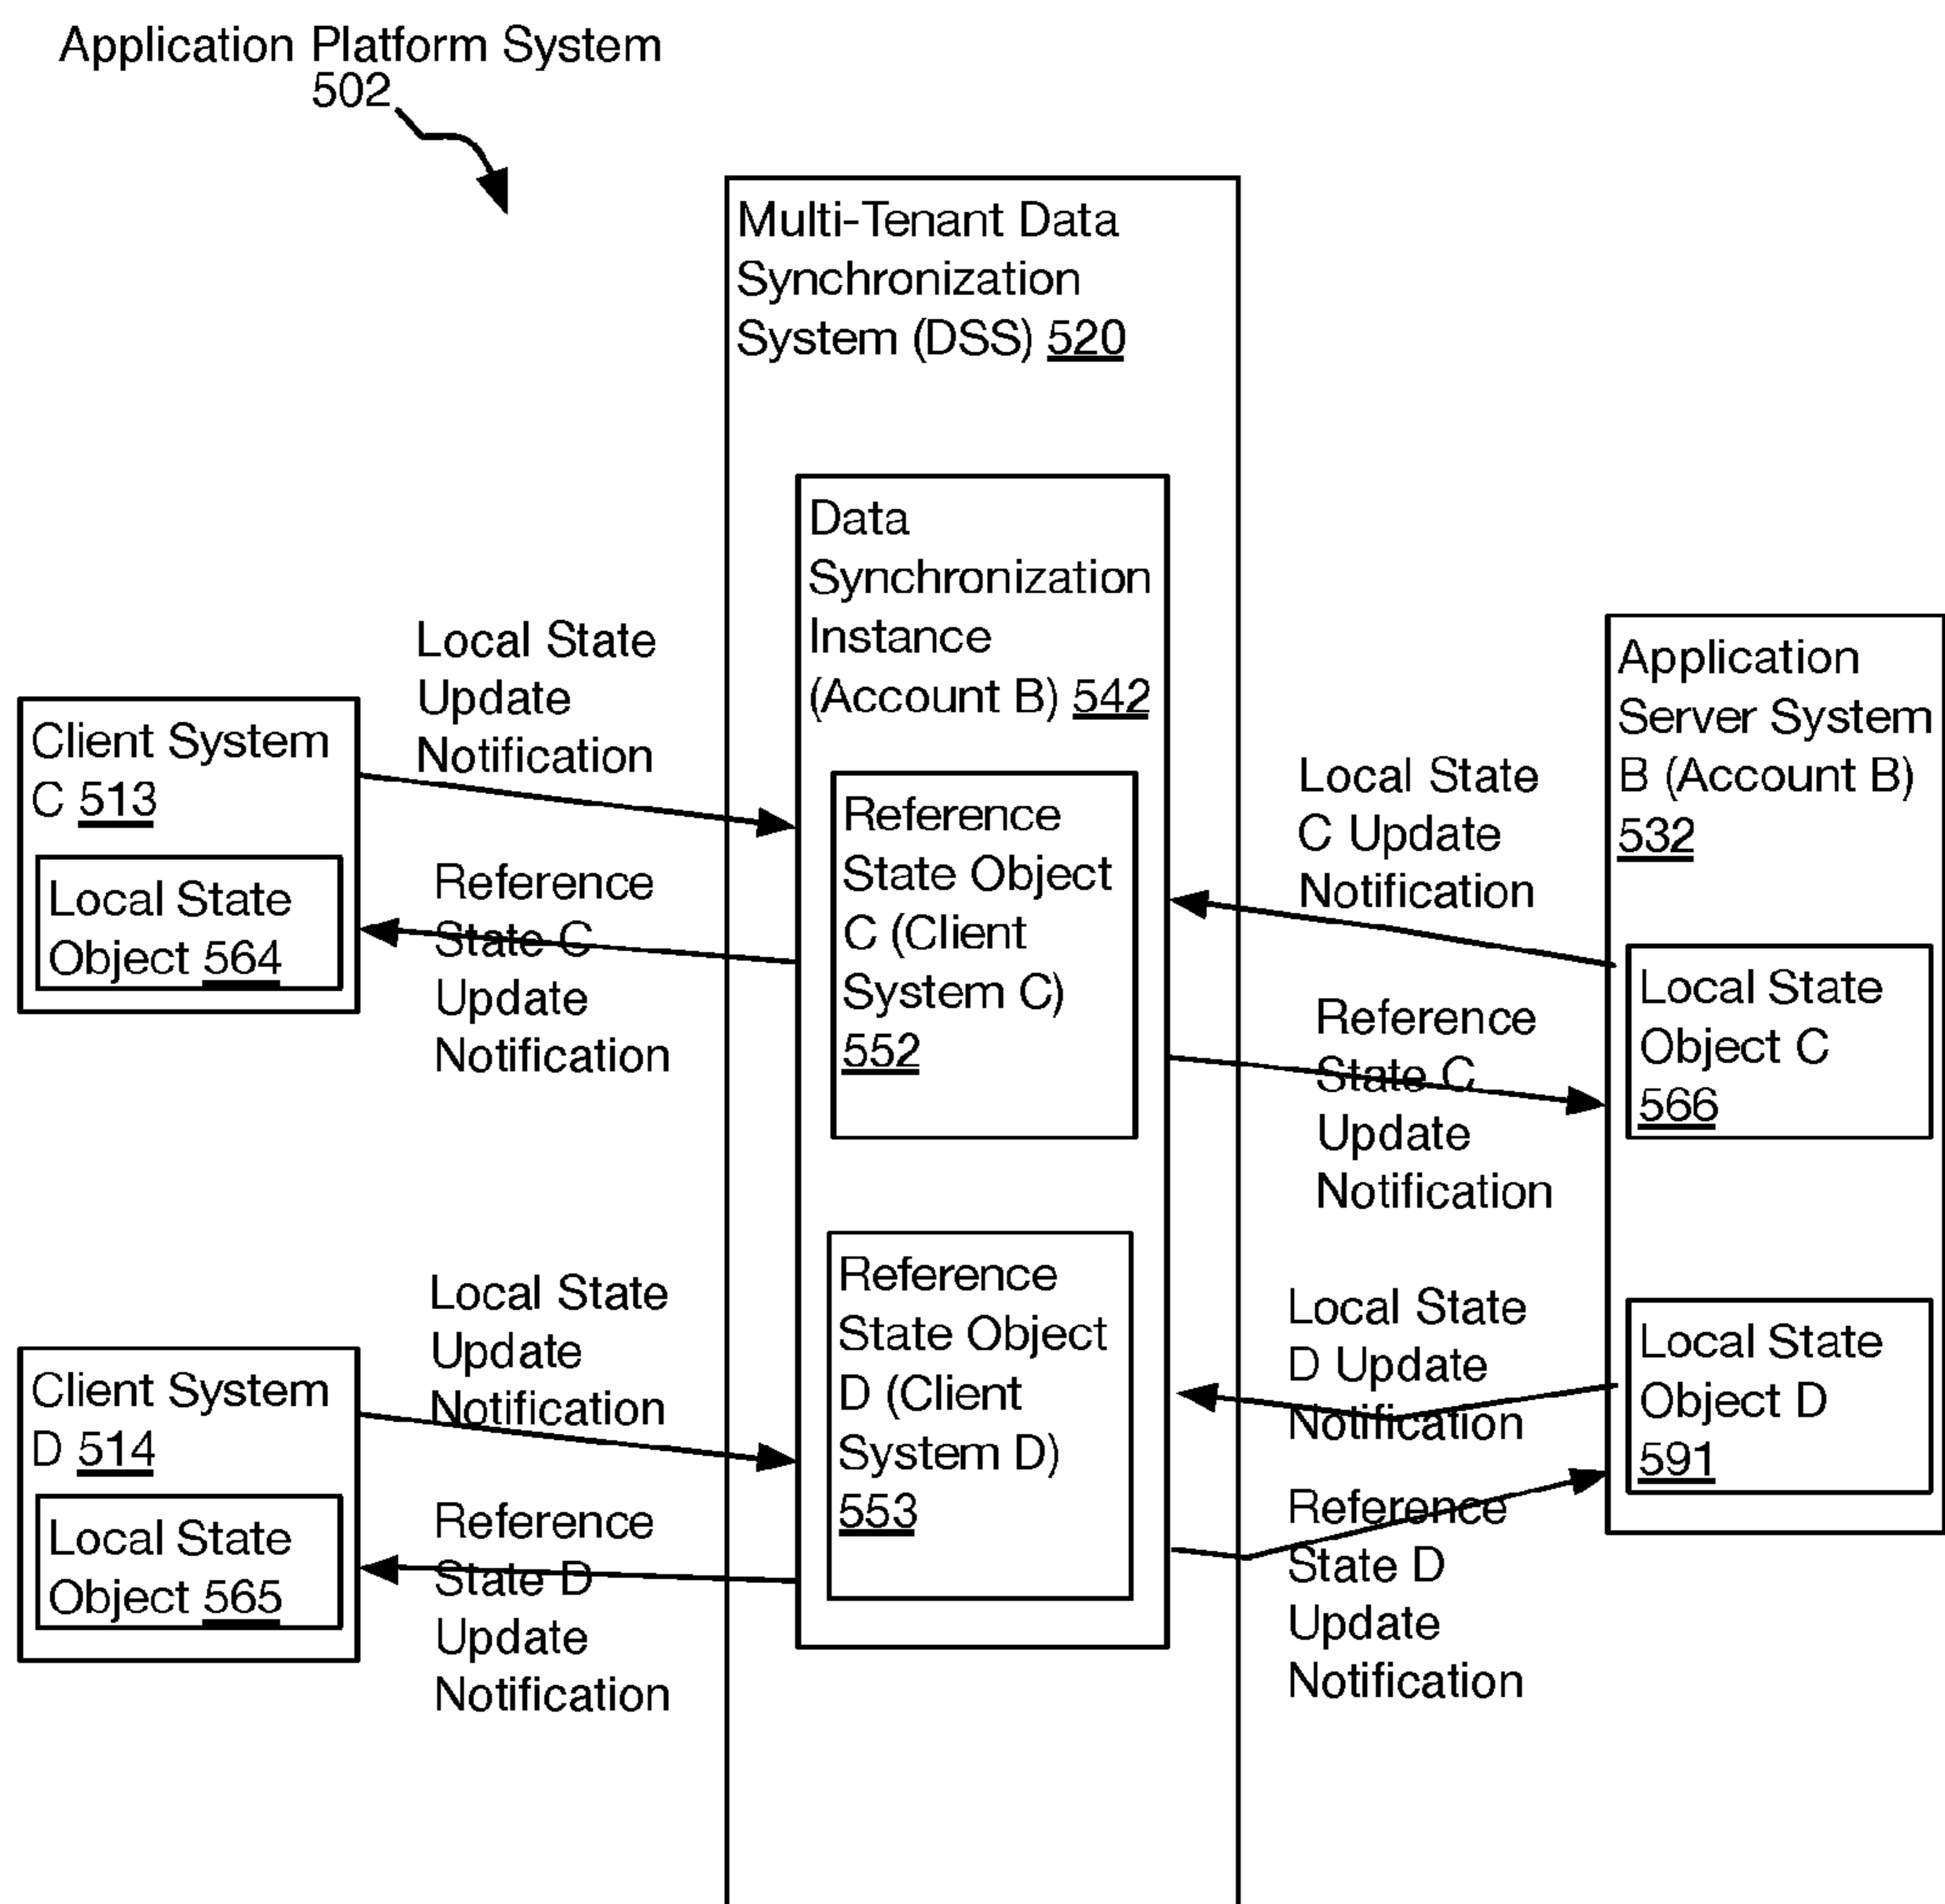 Application Platform System
502
Multi-Tenant Data
Synchronization
System (DSS) 520
Data
Synchronization
Instance
(Account B) 542
Reference
State Object
C (Client
System C)
552
Reference
State Object
D (Client
System D)
553
Client System
C 513
Local State
Object 564
Local State
Update
Notification
Reference
State C
Update
Notification
Client System
D 514
Local State
Object 565
Local State
Update
Notification
Reference
State D
Update
Notification
Local State
C Update
Notification
Reference
State C
Update
Notification
Local State
D Update
Notification
Reference
State D
Update
Notification
Application
Server System
B (Account B)
532
Local State
Object C
566
Local State
Object D
591